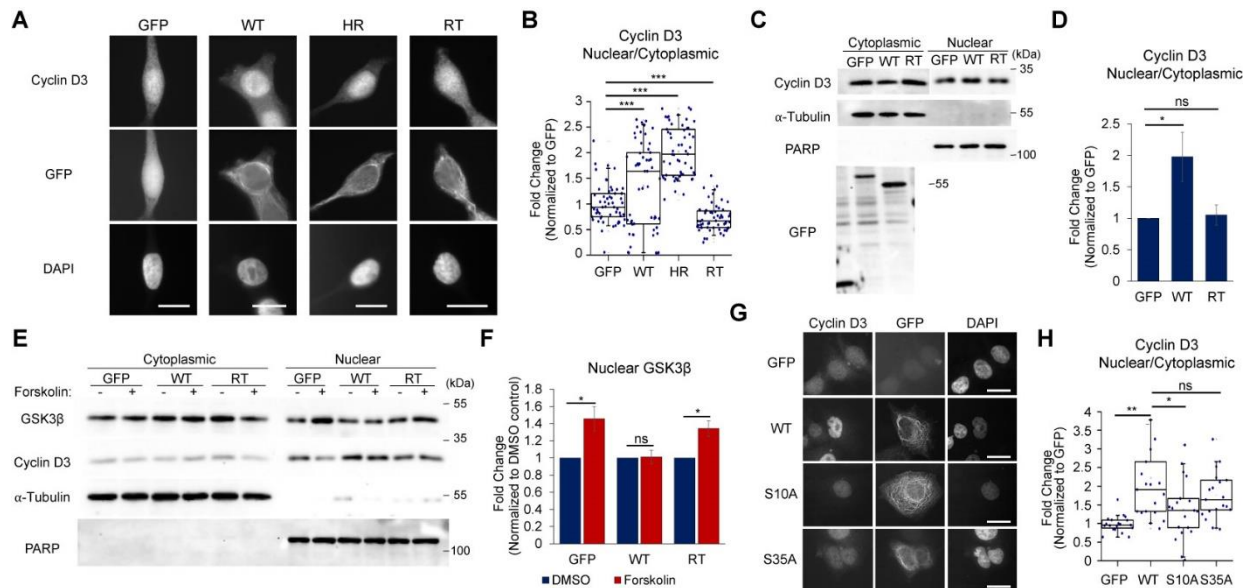 A
GFP WT HR RT
Cyclin D3
GFP
DAPI
B
Cyclin D3
Nuclear/Cytoplasmic
***
***
***
3
2.5
2
1.5
1
0.5
0
Fold Change
(Normalized to GFP)
GFP WT HR RT
C
Cytoplasmic Nuclear
(kDa)
GFP WT RT GFP WT RT
Cyclin D3
35
α-Tubulin
55
PARP
100
55
GFP
D
Cyclin D3
Nuclear/Cytoplasmic
ns
*
2.5
2
1.5
1
0.5
0
Fold Change
(Normalized to GFP)
GFP WT RT
E
Cytoplasmic Nuclear
GFP WT RT GFP WT RT
(kDa)
Forskolin: - + - + - + - + - + - +
55
GSK3β
35
Cyclin D3
α-Tubulin
55
PARP
100
F
Nuclear GSK3β
* ns *
1.8
1.6
1.4
1.2
1
0.8
0.6
0.4
0.2
0
Fold Change
(Normalized to DMSO control)
GFP WT RT
DMSO Forskolin
G
Cyclin D3 GFP DAPI
GFP
WT
S10A
S35A
H
Cyclin D3
Nuclear/Cytoplasmic
ns
** *
4
3.5
3
2.5
2
1.5
1
0.5
0
Fold Change
(Normalized to GFP)
GFP WT S10A S35A